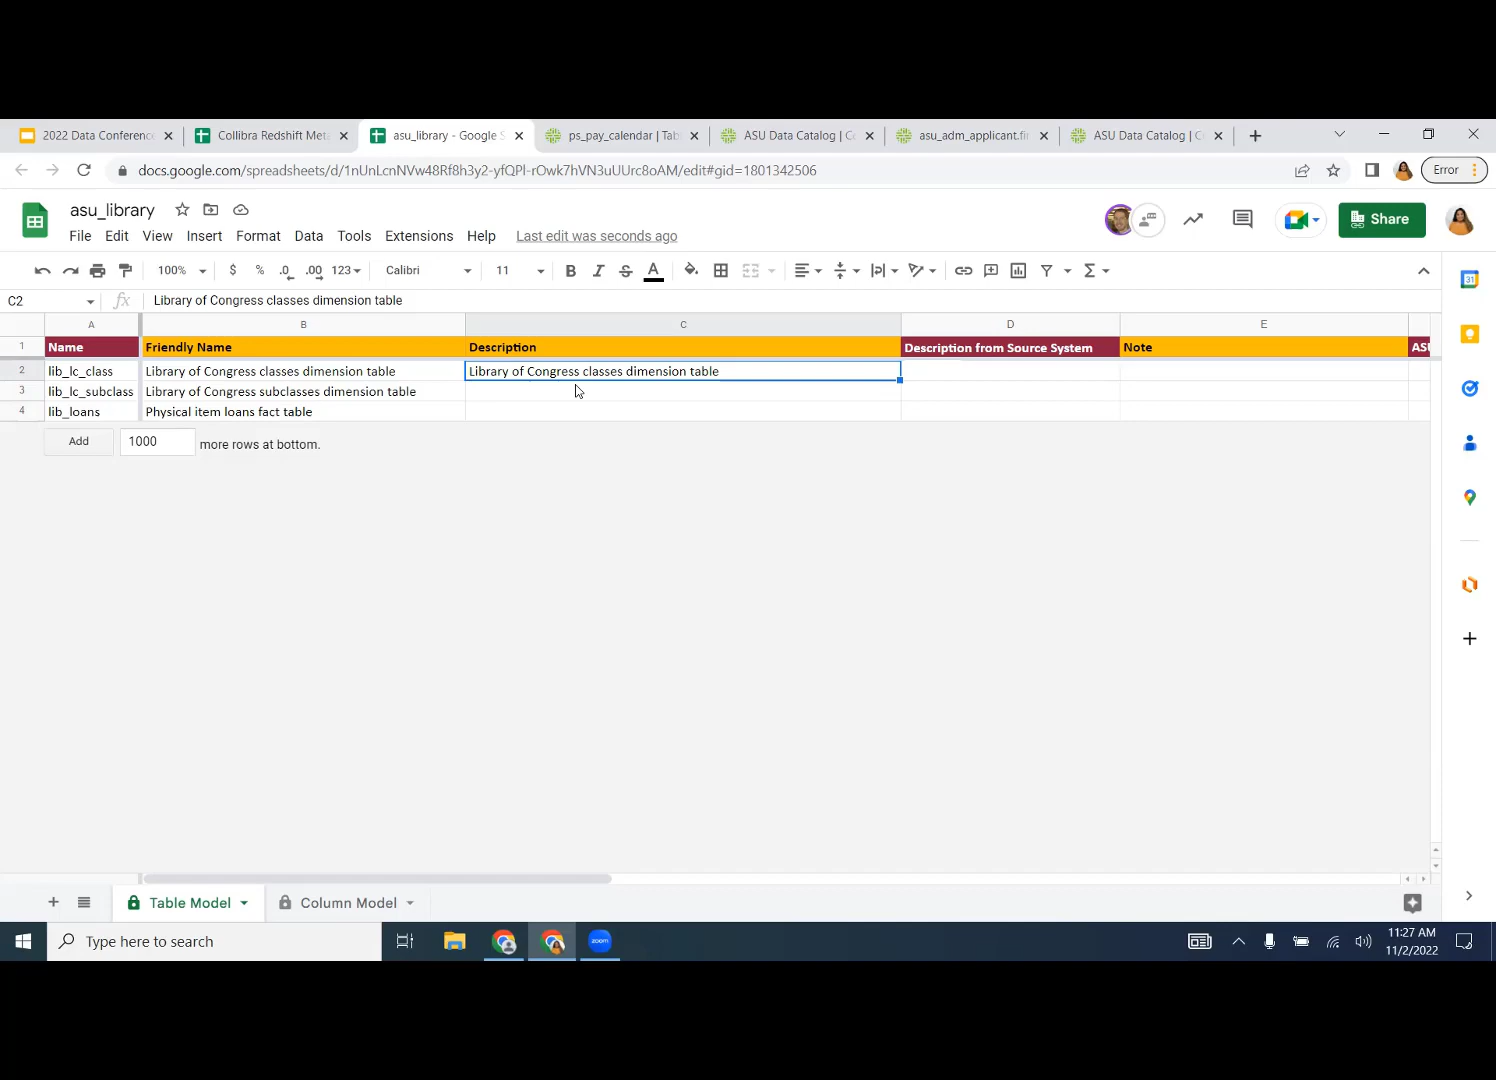 2022 Data Conference
Collibra Redshift Met
asu_library - Google S
ps_pay_calendar | Tab
ASU Data Catalog | C
asu_adm_applicant.fi
ASU Data Catalog | C
docs.google.com/spreadsheets/d/1nUnLcnNVw48Rf8h3y2-yfQPl-rOwk7hVN3uUUrc8oAM/edit#gid=1801342506
Error
asu_library
File Edit View Insert Format Data Tools Extensions Help Last edit was seconds ago
Share
100% $ % .0 .00 123 Calibri 11 B I S A
C2 fx Library of Congress classes dimension table
A B C D E
1 Name Friendly Name Description Description from Source System Note ASU
2 lib_lc_class Library of Congress classes dimension table Library of Congress classes dimension table
3 lib_lc_subclass Library of Congress subclasses dimension table
4 lib_loans Physical item loans fact table
Add 1000 more rows at bottom.
Table Model
Column Model
Type here to search
zoom
11:27 AM
11/2/2022